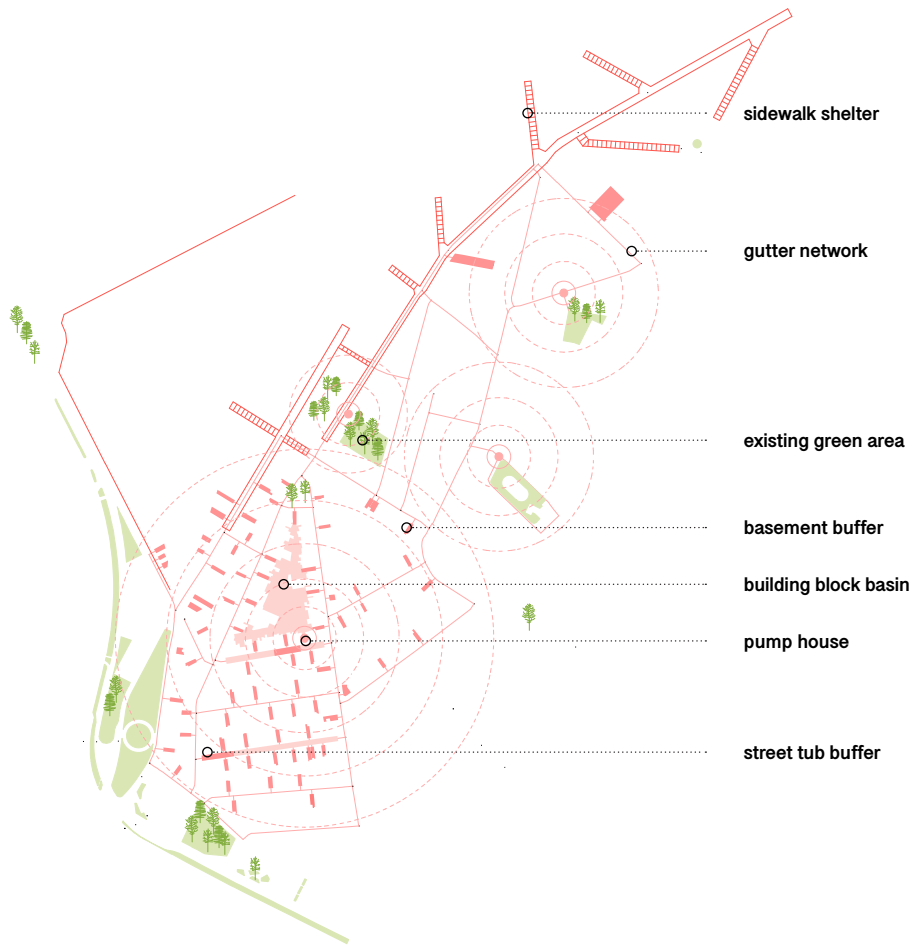 sidewalk shelter
gutter network
existing green area
basement buffer
building block basin
pump house
street tub buffer